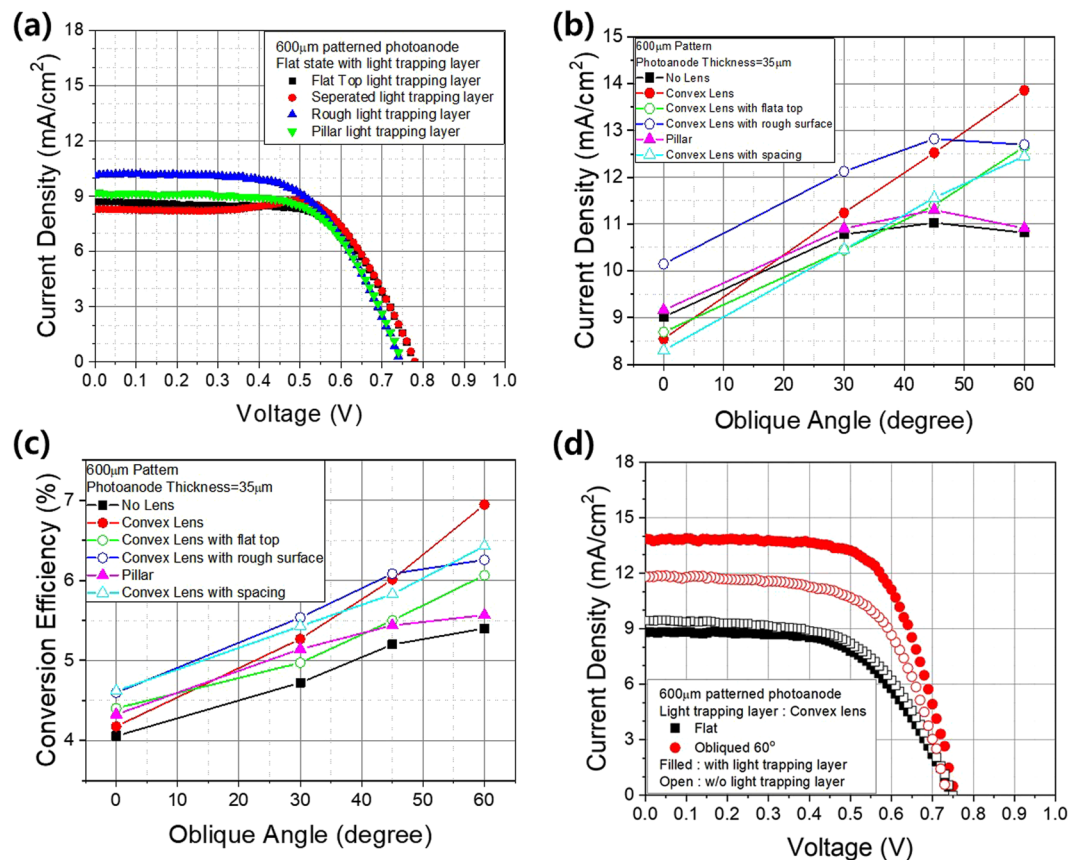 (a)
Current Density (mA/cm²)
18
15
12
9
6
3
0
600μm patterned photoanode
Flat state with light trapping layer
Flat Top light trapping layer
Seperated light trapping layer
Rough light trapping layer
Pillar light trapping layer
0.0 0.1 0.2 0.3 0.4 0.5 0.6 0.7 0.8 0.9 1.0
Voltage (V)
(b)
Current Density (mA/cm²)
15
14
13
12
11
10
9
8
600μm Pattern
Photoanode Thickness=35μm
No Lens
Convex Lens
Convex Lens with flata top
Convex Lens with rough surface
Pillar
Convex Lens with spacing
0 10 20 30 40 50 60
Oblique Angle (degree)
(c)
Conversion Efficiency (%)
7
6
5
4
600μm Pattern
Photoanode Thickness=35μm
No Lens
Convex Lens
Convex Lens with flat top
Convex Lens with rough surface
Pillar
Convex Lens with spacing
0 10 20 30 40 50 60
Oblique Angle (degree)
(d)
Current Density (mA/cm²)
18
15
12
9
6
3
0
600μm patterned photoanode
Light trapping layer : Convex lens
Flat
Obliqued 60°
Filled : with light trapping layer
Open : w/o light trapping layer
0.0 0.1 0.2 0.3 0.4 0.5 0.6 0.7 0.8 0.9 1.0
Voltage (V)